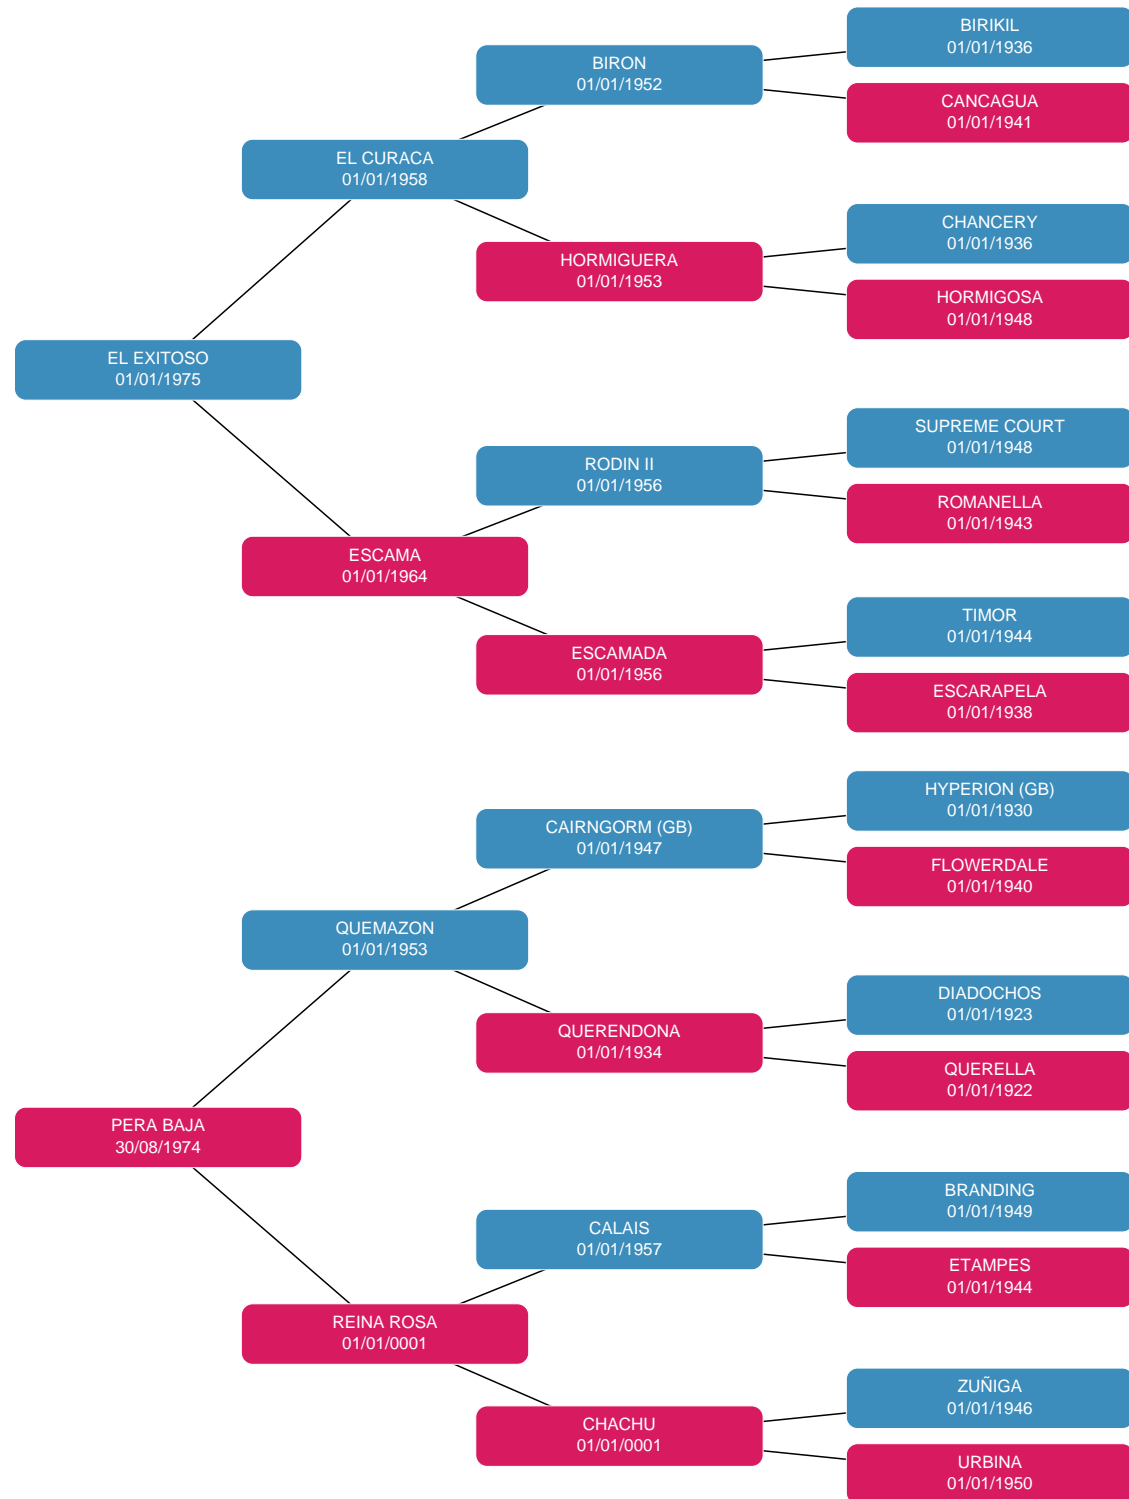 BIRIKIL
01/01/1936
BIRON
01/01/1952
CANCAGUA
01/01/1941
EL CURACA
01/01/1958
CHANCERY
01/01/1936
HORMIGUERA
01/01/1953
HORMIGOSA
01/01/1948
EL EXITOSO
01/01/1975
SUPREME COURT
01/01/1948
RODIN II
01/01/1956
ROMANELLA
01/01/1943
ESCAMA
01/01/1964
TIMOR
01/01/1944
ESCAMADA
01/01/1956
ESCARAPELA
01/01/1938
HYPERION (GB)
01/01/1930
CAIRNGORM (GB)
01/01/1947
FLOWERDALE
01/01/1940
QUEMAZON
01/01/1953
DIADOCHOS
01/01/1923
QUERENDONA
01/01/1934
QUERELLA
01/01/1922
PERA BAJA
30/08/1974
BRANDING
01/01/1949
CALAIS
01/01/1957
ETAMPES
01/01/1944
REINA ROSA
01/01/0001
ZUÑIGA
01/01/1946
CHACHU
01/01/0001
URBINA
01/01/1950